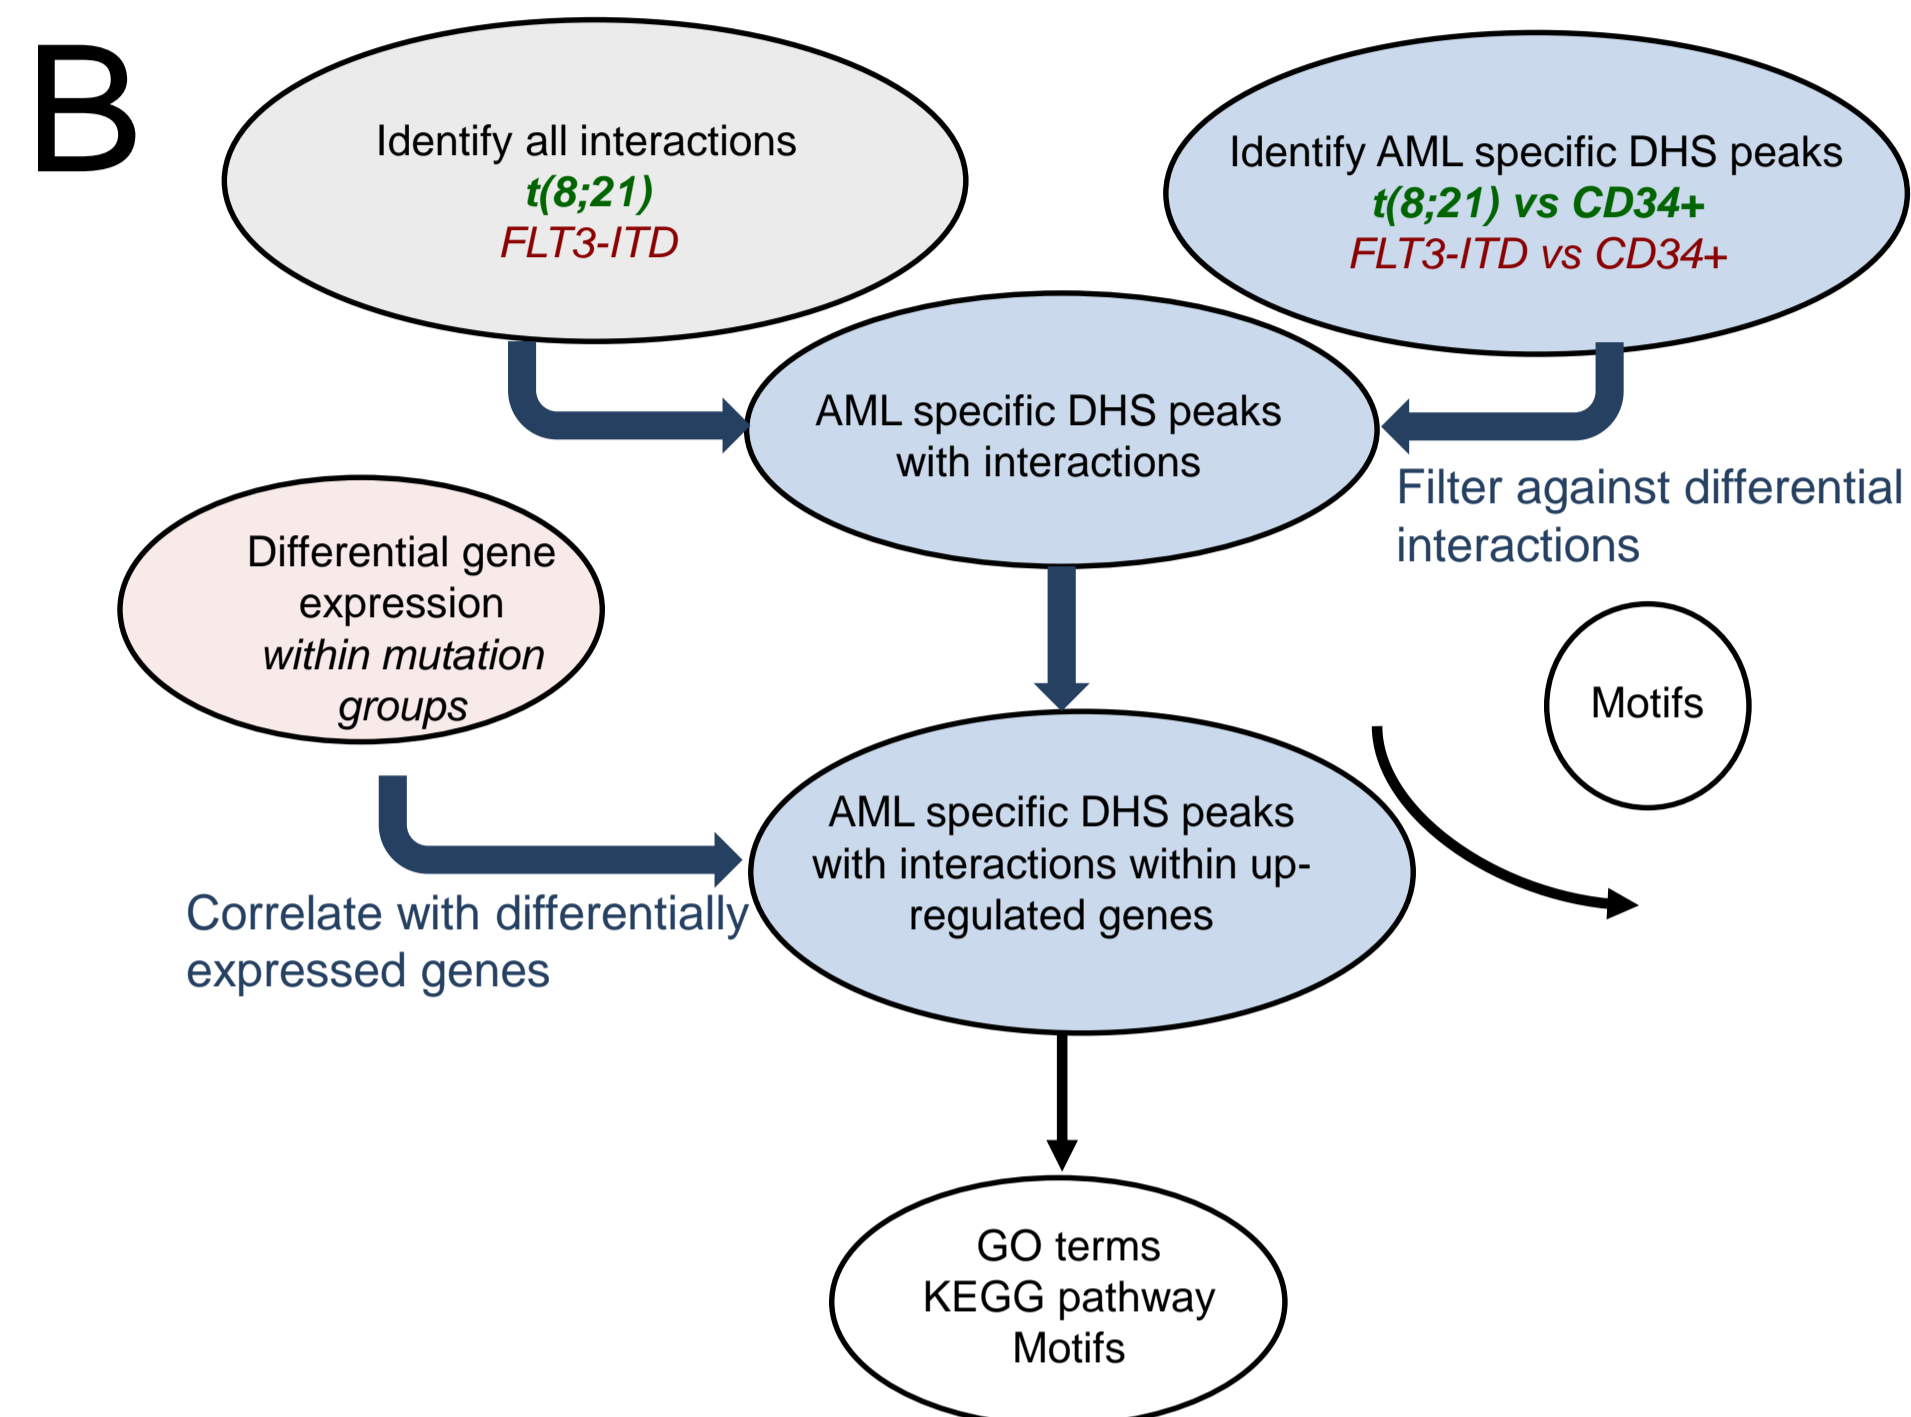 B
Identify all interactions
t(8;21)
FLT3-ITD
Identify AML specific DHS peaks
t(8;21) vs CD34+
FLT3-ITD vs CD34+
AML specific DHS peaks
with interactions
Filter against differential
interactions
Differential gene
expression
within mutation
groups
Motifs
AML specific DHS peaks
with interactions within up-
regulated genes
Correlate with differentially
expressed genes
GO terms
KEGG pathway
Motifs